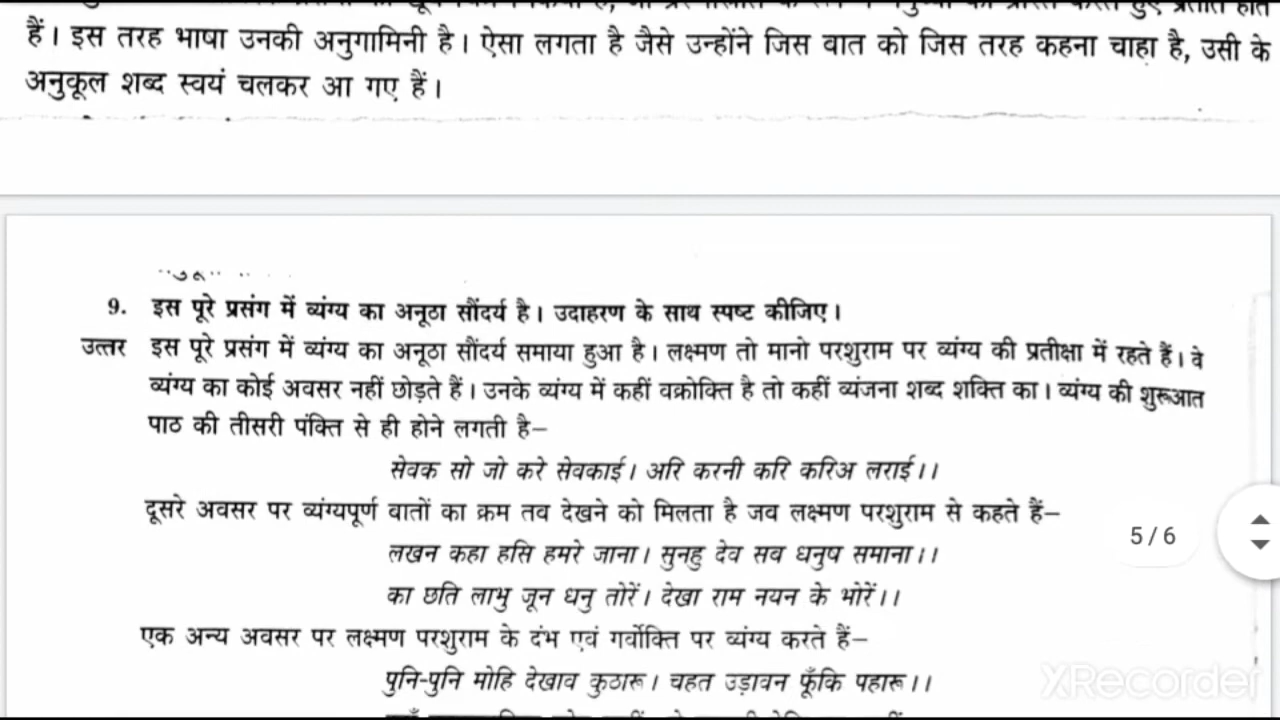 हैं। इस तरह भाषा उनकी अनुगामिनी है। ऐसा लगता है जैसे उन्होंने जिस वात को जिस तरह कहना चाहा है, उसी के
अनुकूल शब्द स्वयं चलकर आ गए हैं।
9. इस पूरे प्रसंग में व्यंग्य का अनूठा सौंदर्य है। उदाहरण के साथ स्पष्ट कीजिए।
उत्तर इस पूरे प्रसंग में व्यंग्य का अनूठा सौंदर्य समाया हुआ है। लक्ष्मण तो मानो परशुराम पर व्यंग्य की प्रतीक्षा में रहते हैं। वे
व्यंग्य का कोई अवसर नहीं छोड़ते हैं। उनके व्यंग्य में कहीं वक्रोक्ति है तो कहीं व्यंजना शब्द शक्ति का। व्यंग्य की शुरूआत
पाठ की तीसरी पंक्ति से ही होने लगती है–
सेवक सो जो करे सेवकाई। अरि करनी करि करिअ लराई।।
दूसरे अवसर पर व्यंग्यपूर्ण वातों का क्रम तव देखने को मिलता है जव लक्ष्मण परशुराम से कहते हैं–
लखन कहा हसि हमरे जाना। सुनहु देव सव धनुष समाना।।
का छति लाभु जून धनु तोरें। देखा राम नयन के भोरें।।
5 / 6
एक अन्य अवसर पर लक्ष्मण परशुराम के दंभ एवं गर्वोक्ति पर व्यंग्य करते हैं–
पुनि-पुनि मोहि देखाव कुठारू। चहत उड़ावन फूँकि पहारू।।
XRecorder